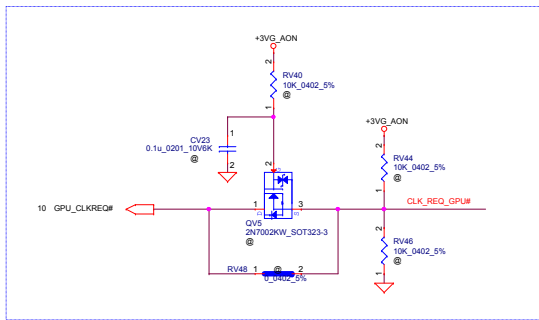 +3VG_AON
2
RV40
10K_0402_5%
@
1
CV23
0.1u_0201_10V6K
@
1
2
+3VG_AON
2
RV44
10K_0402_5%
@
1
2
G
10 GPU_CLKREQ#
1
D
S
3
CLK_REQ_GPU#
QV5
2N7002KW_SOT323-3
@
2
RV46
10K_0402_5%
@
1
RV48 1
@
2
0_0402_5%